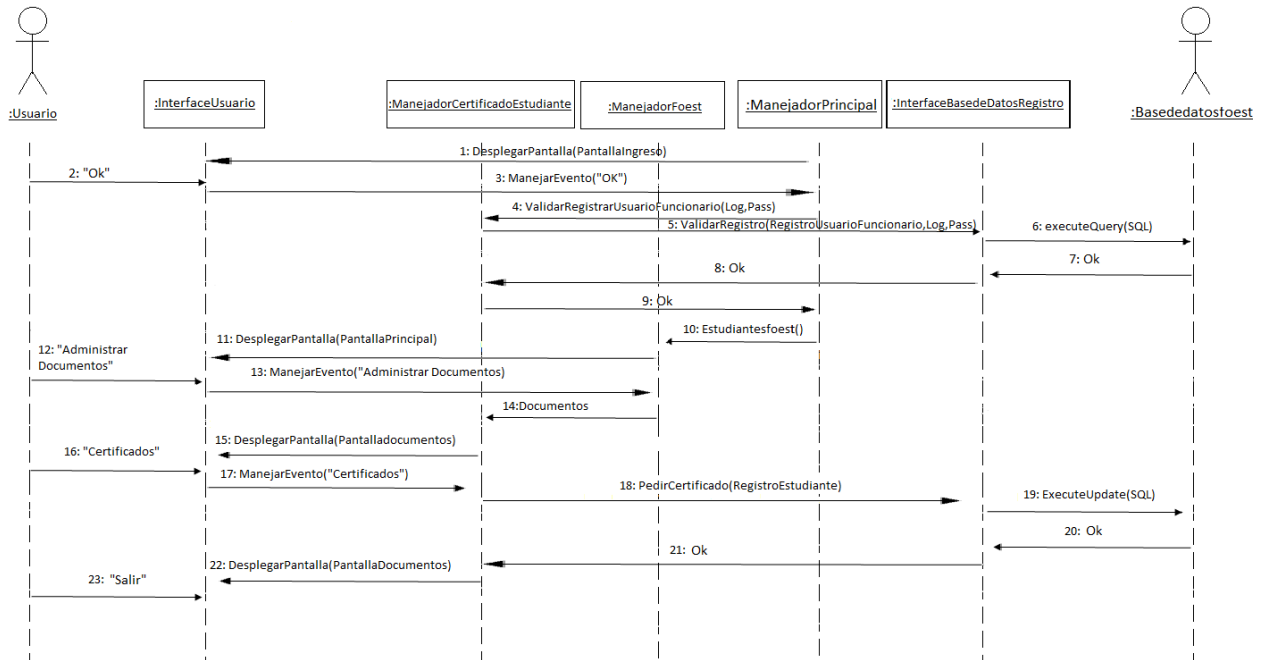 :Usuario
:InterfaceUsuario
:ManejadorCertificadoEstudiante
:ManejadorFoest
:ManejadorPrincipal
:InterfaceBasedeDatosRegistro
:Basededatosfoest
1: DesplegarPantalla(PantallaIngreso)
2: "Ok"
3: ManejarEvento("OK")
4: ValidarRegistrarUsuarioFuncionario(Log,Pass)
5: ValidarRegistro(RegistroUsuarioFuncionario,Log,Pass)
6: executeQuery(SQL)
7: Ok
8: Ok
9: Ok
10: Estudiantesfoest()
11: DesplegarPantalla(PantallaPrincipal)
12: "Administrar
Documentos"
13: ManejarEvento("Administrar Documentos)
14:Documentos
15: DesplegarPantalla(Pantalladocumentos)
16: "Certificados"
17: ManejarEvento("Certificados")
18: PedirCertificado(RegistroEstudiante)
19: ExecuteUpdate(SQL)
20: Ok
21: Ok
22: DesplegarPantalla(PantallaDocumentos)
23: "Salir"